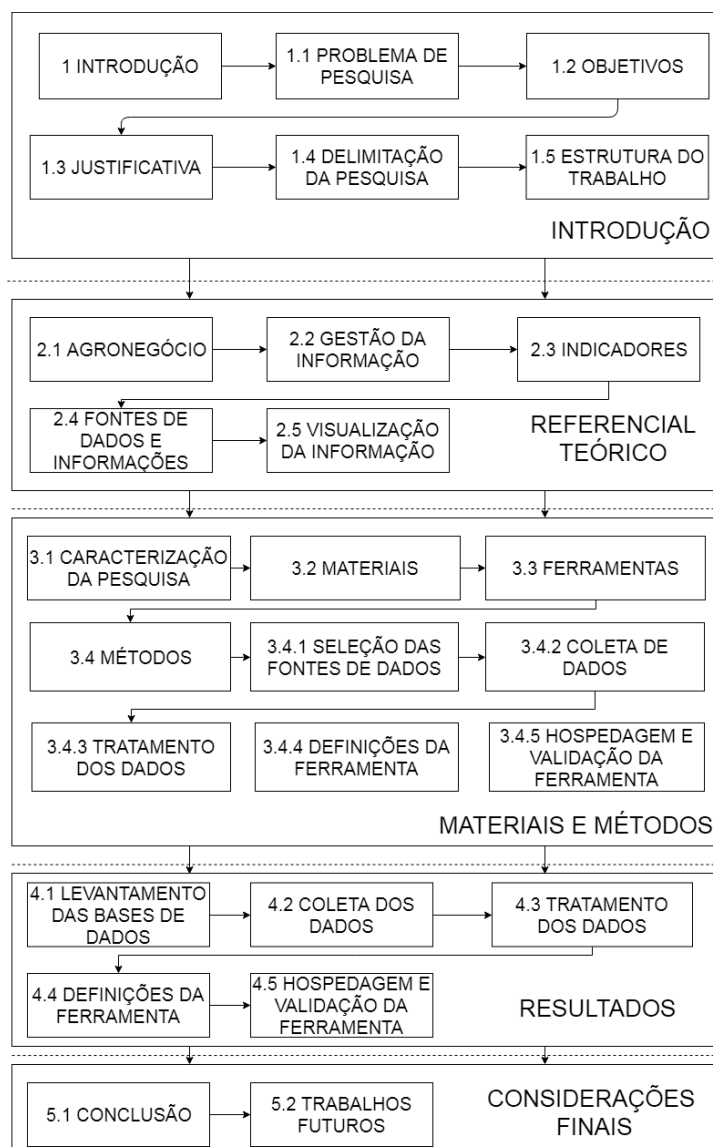 1 INTRODUÇÃO
1.1 PROBLEMA DE
PESQUISA
1.2 OBJETIVOS
1.3 JUSTIFICATIVA
1.4 DELIMITAÇÃO
DA PESQUISA
1.5 ESTRUTURA DO
TRABALHO
INTRODUÇÃO
2.1 AGRONEGÓCIO
2.2 GESTÃO DA
INFORMAÇÃO
2.3 INDICADORES
2.4 FONTES DE
DADOS E
INFORMAÇÕES
2.5 VISUALIZAÇÃO
DA INFORMAÇÃO
REFERENCIAL
TEÓRICO
3.1 CARACTERIZAÇÃO
DA PESQUISA
3.2 MATERIAIS
3.3 FERRAMENTAS
3.4 MÉTODOS
3.4.1 SELEÇÃO DAS
FONTES DE DADOS
3.4.2 COLETA DE
DADOS
3.4.3 TRATAMENTO
DOS DADOS
3.4.4 DEFINIÇÕES DA
FERRAMENTA
3.4.5 HOSPEDAGEM E
VALIDAÇÃO DA
FERRAMENTA
MATERIAIS E MÉTODOS
4.1 LEVANTAMENTO
DAS BASES DE
DADOS
4.2 COLETA DOS
DADOS
4.3 TRATAMENTO
DOS DADOS
4.4 DEFINIÇÕES DA
FERRAMENTA
4.5 HOSPEDAGEM E
VALIDAÇÃO DA
FERRAMENTA
RESULTADOS
5.1 CONCLUSÃO
5.2 TRABALHOS
FUTUROS
CONSIDERAÇÕES
FINAIS